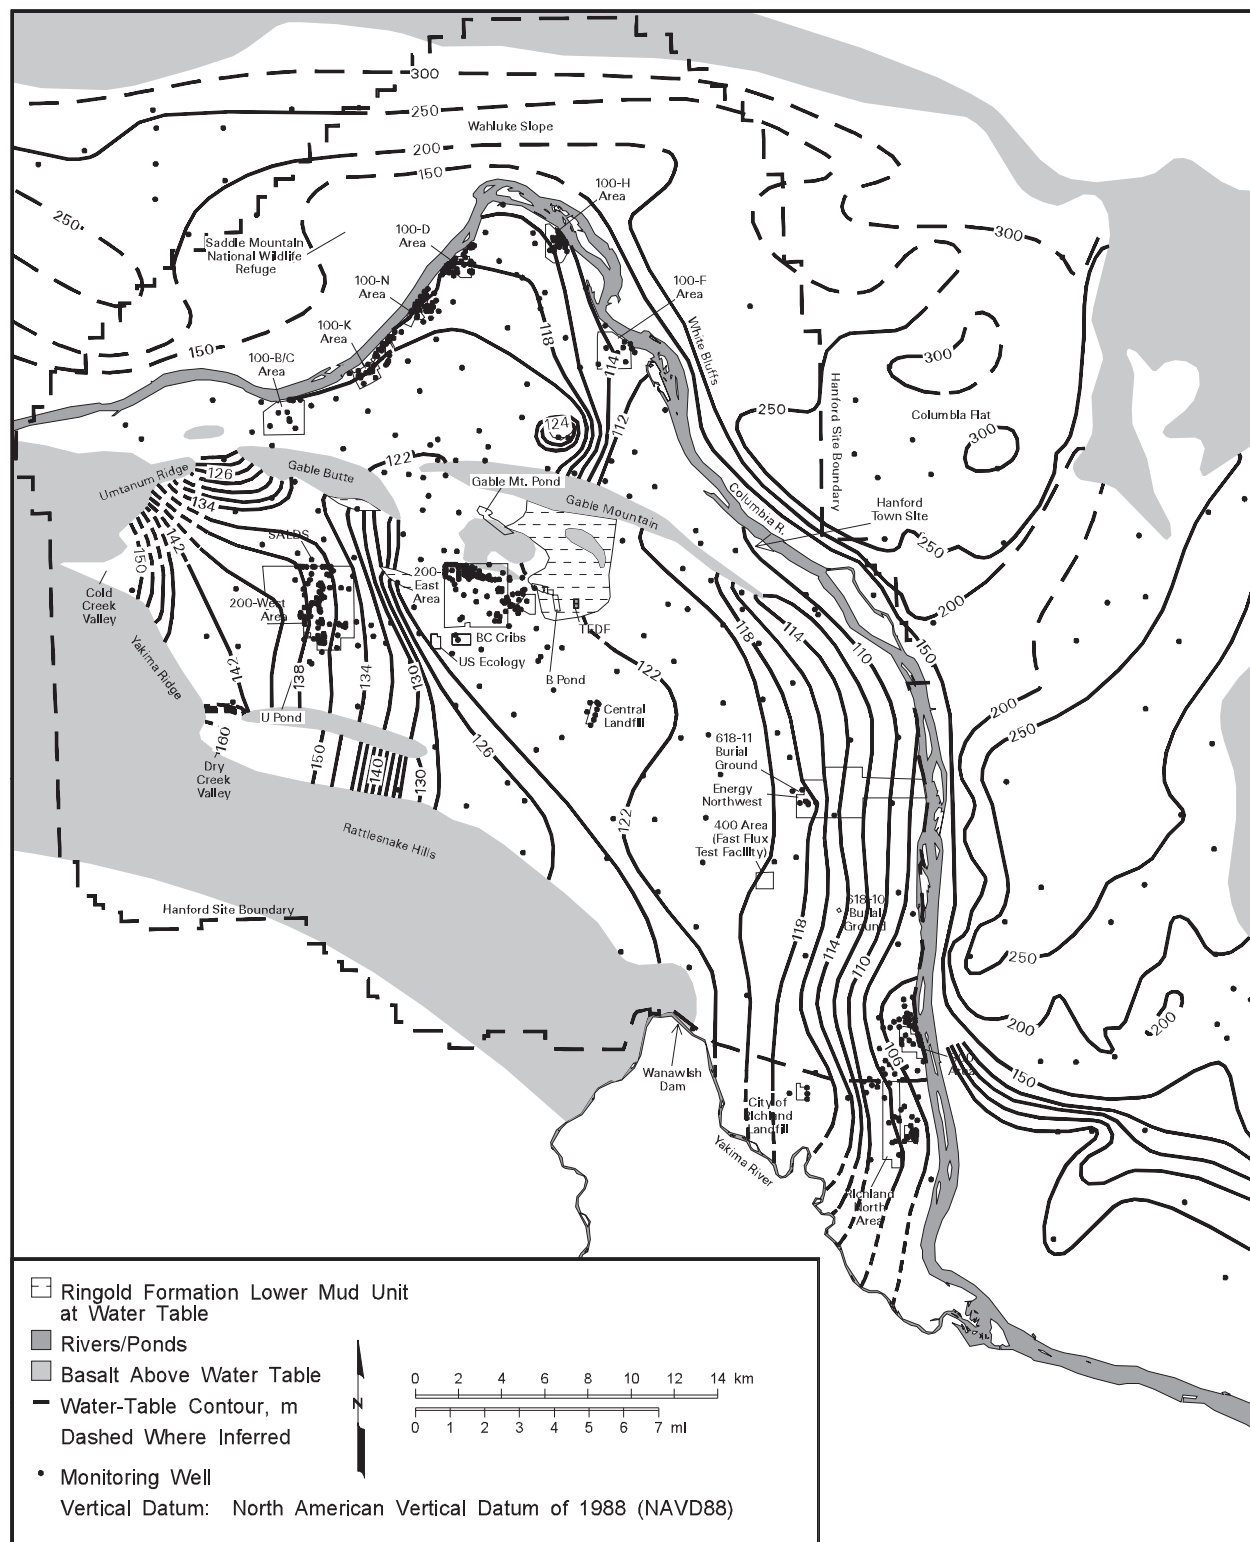 300
250
Wahluke Slope
200
150
100-H
Area
250
100-D
Area
Saddle Mountain
National Wildlife
Refuge
300
100-N
Area
100-F
Area
100-K
Area
118
White Bluffs
150
100-B/C
Area
114
300
Hanford Site Boundary
250
Columbia Flat
124
112
300
122
Umtanum Ridge
126
Gable Butte
Gable Mt. Pond
134
Gable Mountain
Columbia R.
Hanford
Town Site
142
SALDS
250
150
200-
East
Area
Cold
Creek
Valley
200-West
Area
200
TEDF
118
114
BC Cribs
110
150
US Ecology
Yakima Ridge
142
138
134
130
B Pond
122
200
U Pond
Central
Landfill
250
160
126
618-11
Burial
Ground
Dry
Creek
Valley
150
140
130
Energy
Northwest
122
400 Area
(Fast Flux
Test Facility)
Rattlesnake Hills
618-10
Burial
Ground
Hanford Site Boundary
118
114
110
250
200
200
106
Area
150
Wanawish
Dam
City of
Richland
Landfill
Yakima River
Richland
North
Area
Ringold Formation Lower Mud Unit
at Water Table
Rivers/Ponds
Basalt Above Water Table
Water-Table Contour, m
Dashed Where Inferred
Monitoring Well
Vertical Datum: North American Vertical Datum of 1988 (NAVD88)
N
0 2 4 6 8 10 12 14 km
0 1 2 3 4 5 6 7 mi